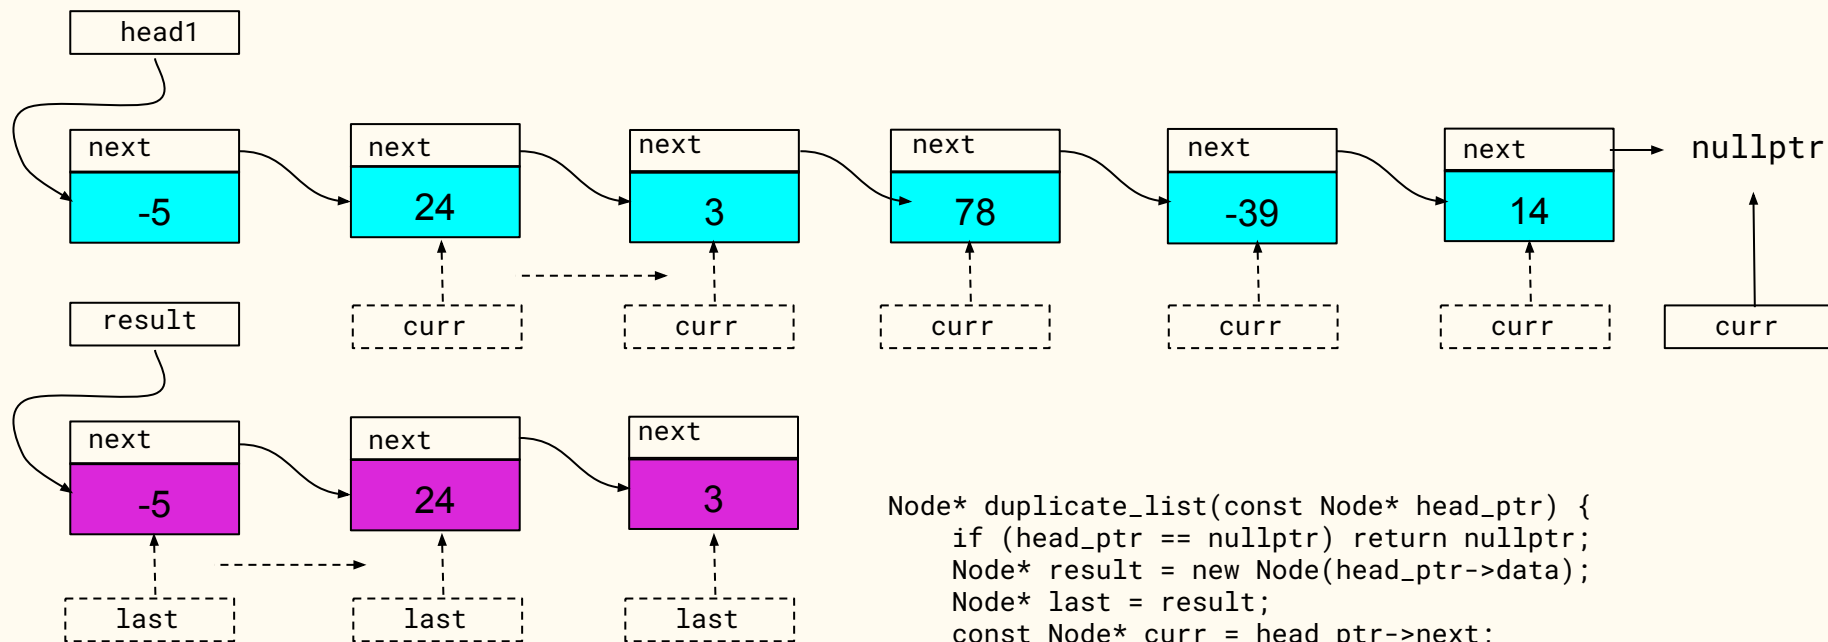 head1
next
next
next
next
next
next
nullptr
-5
24
3
78
-39
14
result
curr
curr
curr
curr
curr
curr
next
next
next
-5
24
3
last
last
last
Node* duplicate_list(const Node* head_ptr) {
if (head_ptr == nullptr) return nullptr;
Node* result = new Node(head_ptr->data);
Node* last = result;
const Node* curr = head_ptr->next;